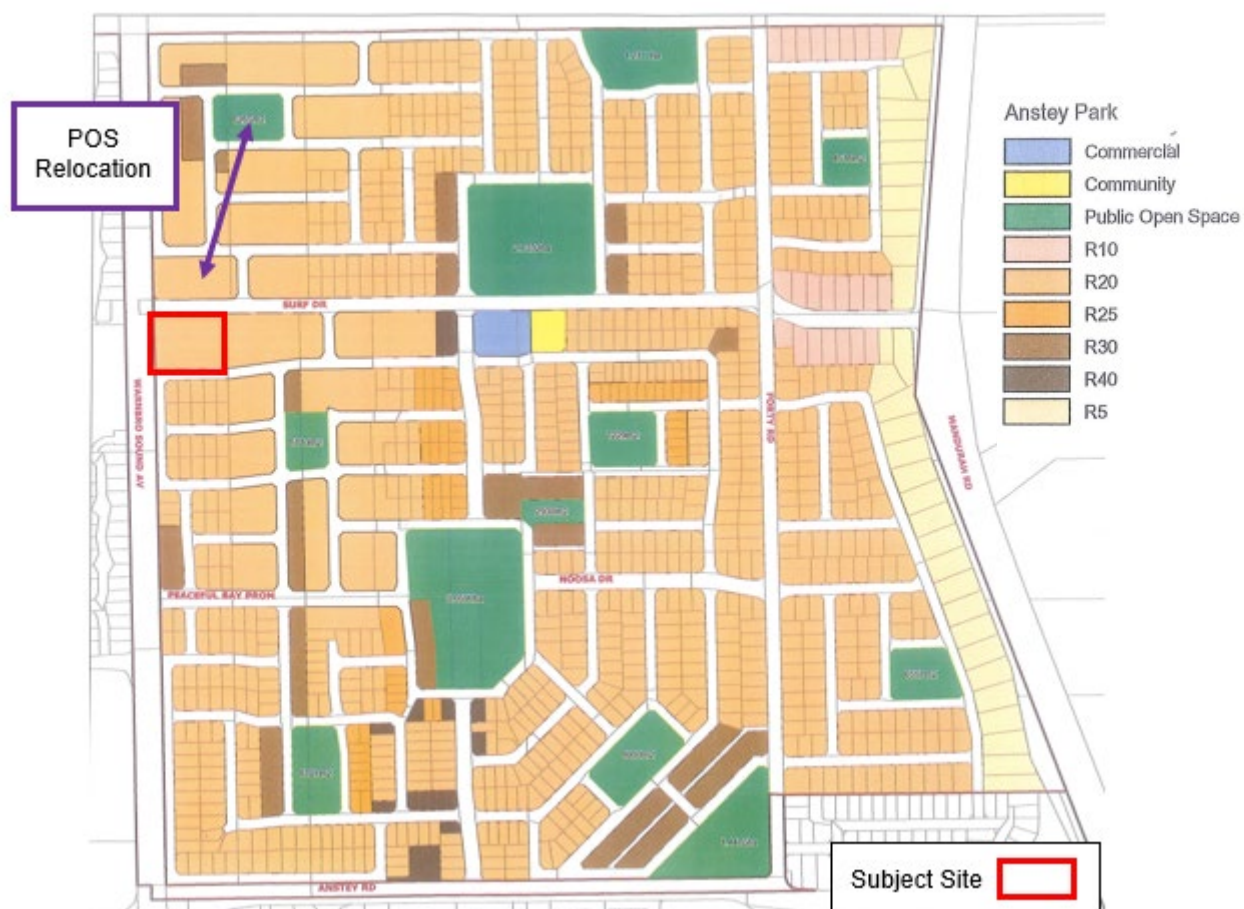 POS
Relocation
Anstey Park
Commercial
Community
Public Open Space
R10
R20
R25
R30
R40
R5
SURF DR
WARNBRO SOUND AV
FORTY RD
MANDURAH RD
NOOSA DR
PEACEFUL BAY PROM
ANSTEY RD
Subject Site